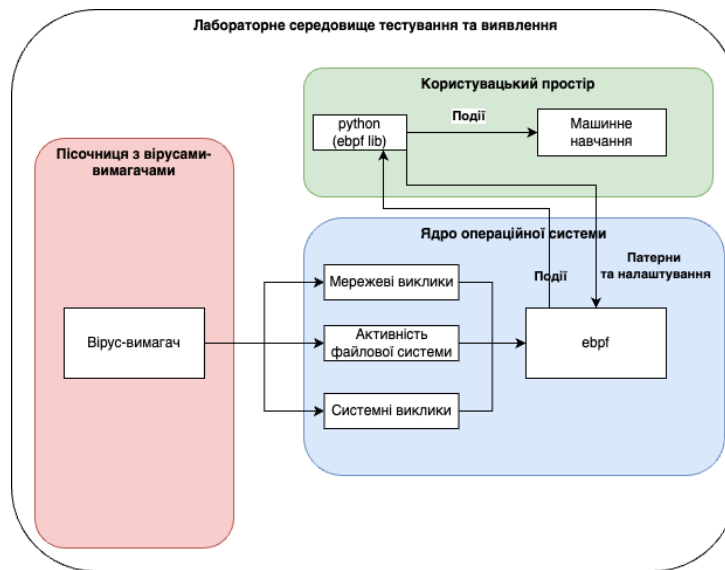 Лабораторне середовище тестування та виявлення
Користувацький простір
python
(ebpf lib)
Події
Машинне
навчання
Пісочниця з вірусами-
вимагачами
Ядро операційної системи
Патерни
та налаштування
Події
Мережеві виклики
Вірус-вимагач
Активність
файлової системи
ebpf
Системні виклики